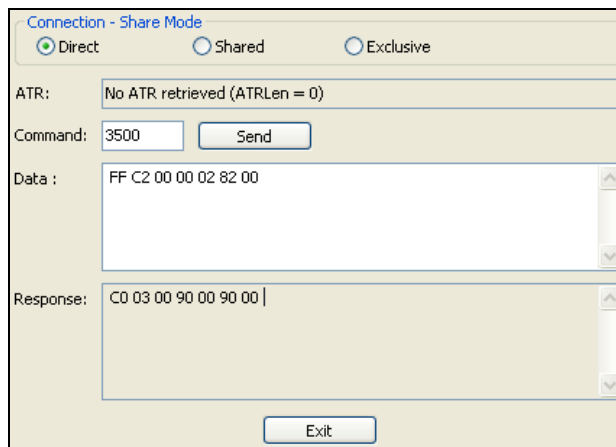 Connection - Share Mode
Direct Shared Exclusive
ATR: No ATR retrieved (ATRLen = 0)
Command: 3500 Send
Data : FF C2 00 00 02 82 00
Response: C0 03 00 90 00 90 00
Exit